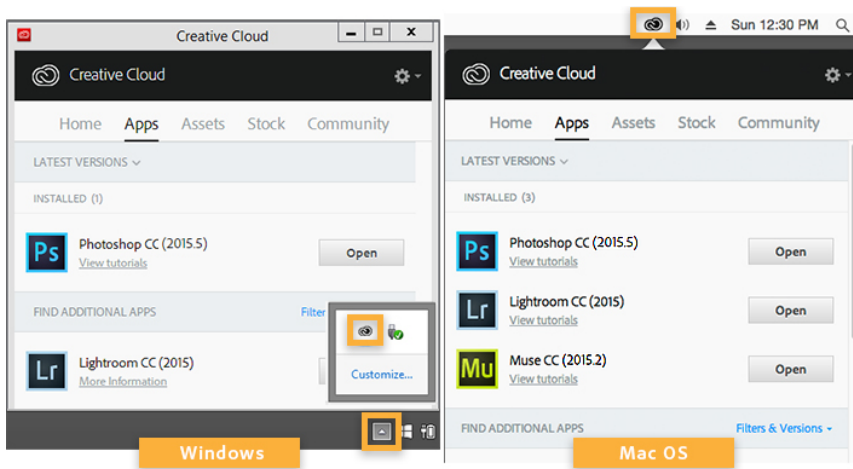 Creative Cloud
Creative Cloud
Home Apps Assets Stock Community
LATEST VERSIONS
INSTALLED (1)
Ps Photoshop CC (2015.5)
View tutorials
Open
FIND ADDITIONAL APPS
Filter
Lr Lightroom CC (2015)
More Information
Customize...
Windows
Sun 12:30 PM
Creative Cloud
Home Apps Assets Stock Community
LATEST VERSIONS
INSTALLED (3)
Ps Photoshop CC (2015.5)
View tutorials
Open
Lr Lightroom CC (2015)
View tutorials
Open
Mu Muse CC (2015.2)
View tutorials
Open
FIND ADDITIONAL APPS
Filters & Versions
Mac OS